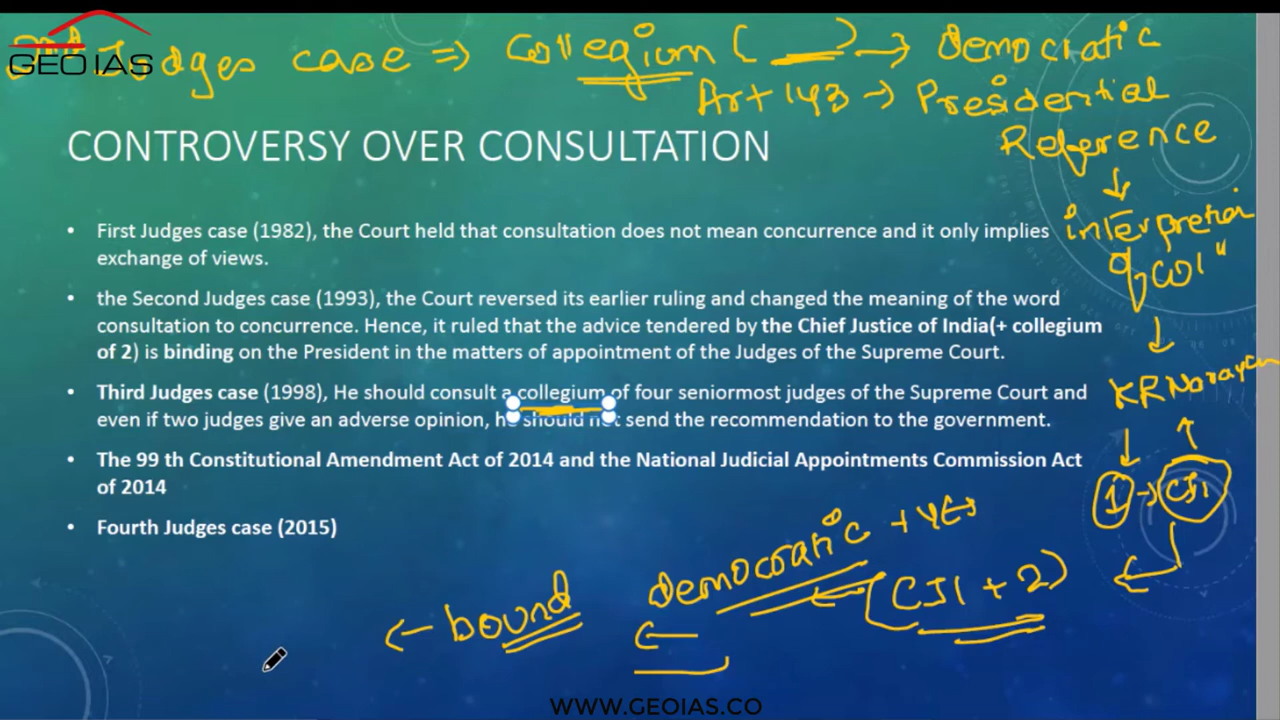 GEO IAS
Judges case => Collegium ( ) -> democratic
Art 143 -> Presidential
Reference
CONTROVERSY OVER CONSULTATION
• First Judges case (1982), the Court held that consultation does not mean concurrence and it only implies
exchange of views.
• the Second Judges case (1993), the Court reversed its earlier ruling and changed the meaning of the word
consultation to concurrence. Hence, it ruled that the advice tendered by the Chief Justice of India(+ collegium
of 2) is binding on the President in the matters of appointment of the Judges of the Supreme Court.
• Third Judges case (1998), He should consult a collegium of four seniormost judges of the Supreme Court and
even if two judges give an adverse opinion, he should not send the recommendation to the government.
• The 99 th Constitutional Amendment Act of 2014 and the National Judicial Appointments Commission Act
of 2014
• Fourth Judges case (2015)
of COI"
KR Narayan
1 -> CJI
democratic + yes
(CJI + 2)
bound
WWW.GEOIAS.CO